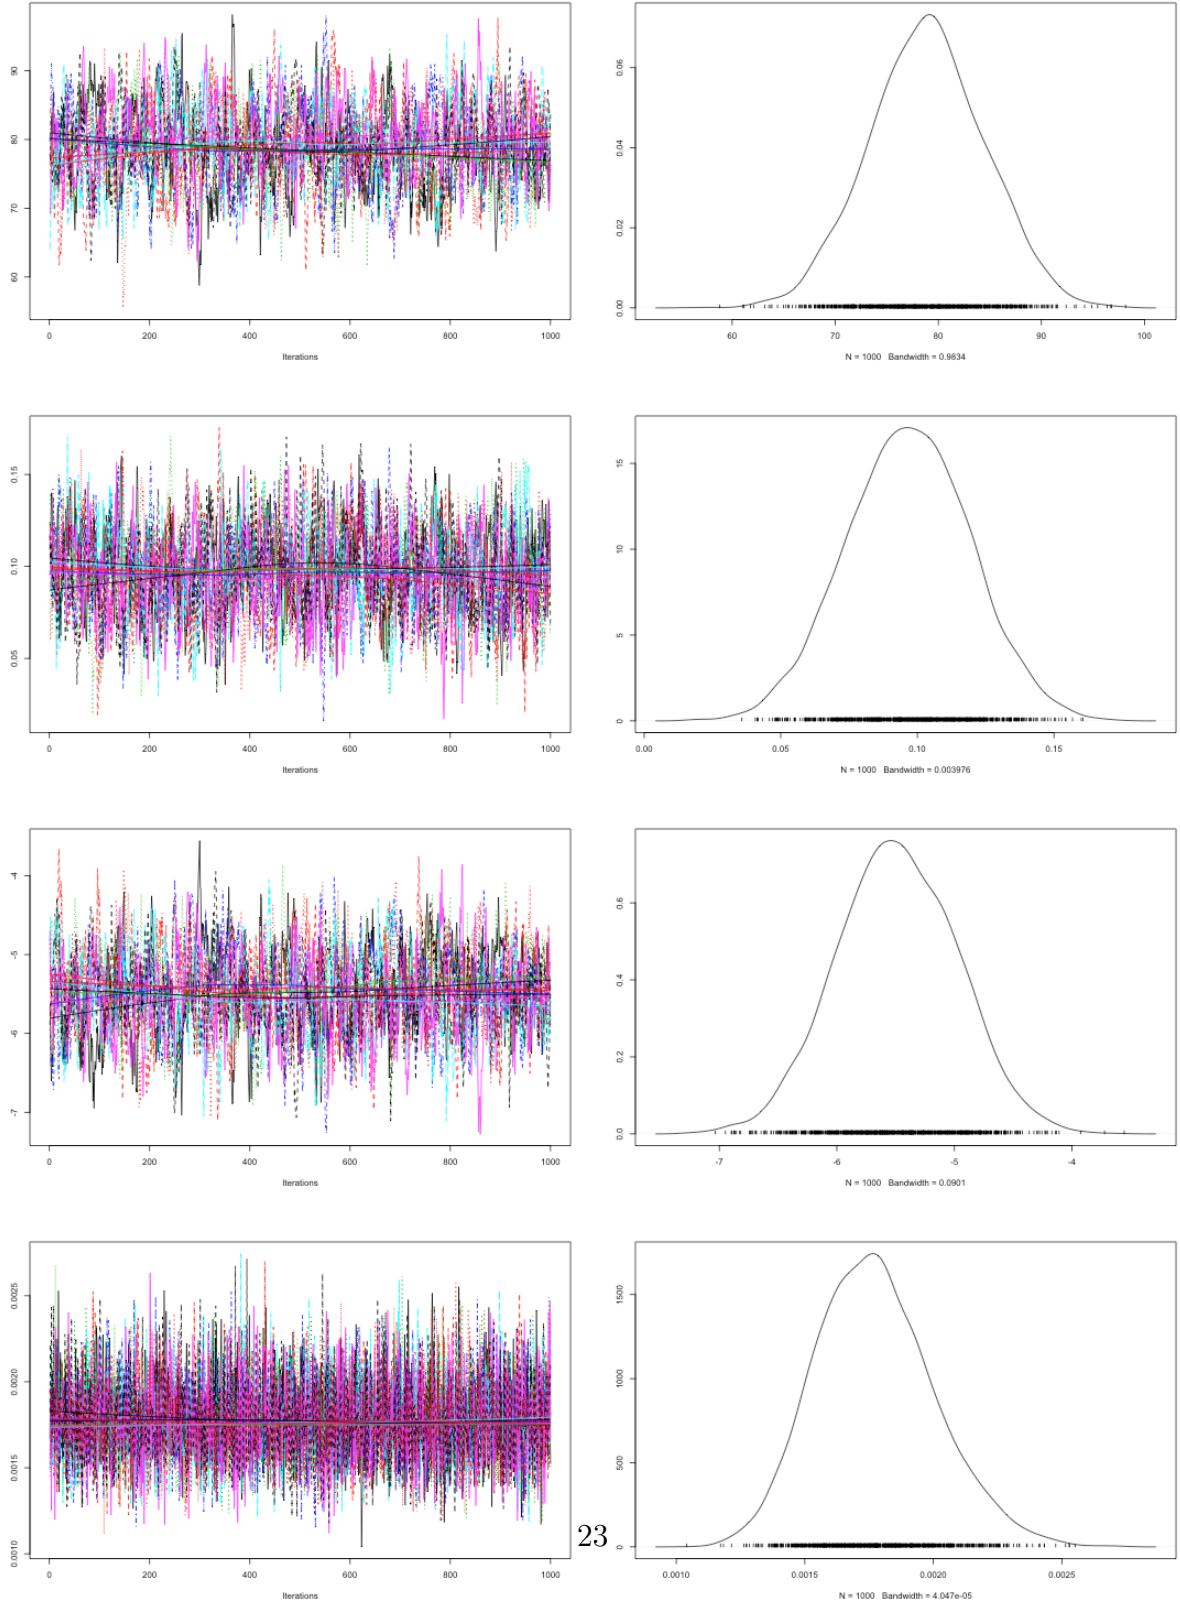 60 70 80 90
0 200 400 600 800 1000
Iterations
0.00 0.02 0.04 0.06
60 70 80 90 100
N = 1000 Bandwidth = 0.9834
0.05 0.10 0.15
0 200 400 600 800 1000
Iterations
0 5 10 15
0.00 0.05 0.10 0.15
N = 1000 Bandwidth = 0.003976
-7 -6 -5 -4
0 200 400 600 800 1000
Iterations
0.0 0.2 0.4 0.6
-7 -6 -5 -4
N = 1000 Bandwidth = 0.0901
0.0010 0.0015 0.0020 0.0025
0 200 400 600 800 1000
Iterations
0 500 1000 1500
0.0010 0.0015 0.0020 0.0025
N = 1000 Bandwidth = 4.047e-05
23